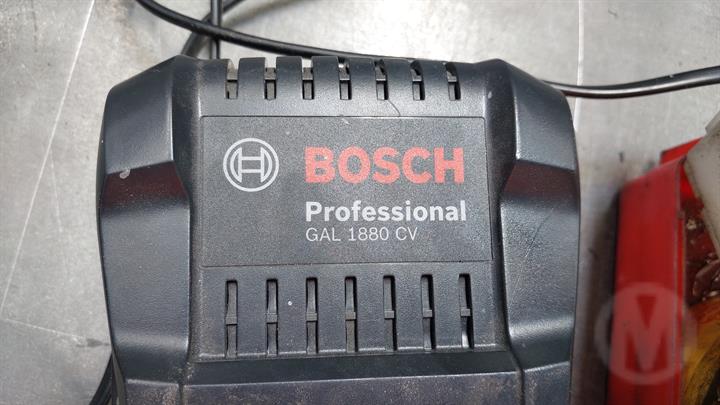 BOSCH
Professional
GAL 1880 CV
M